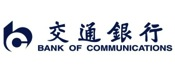 交通銀行
BANK OF COMMUNICATIONS